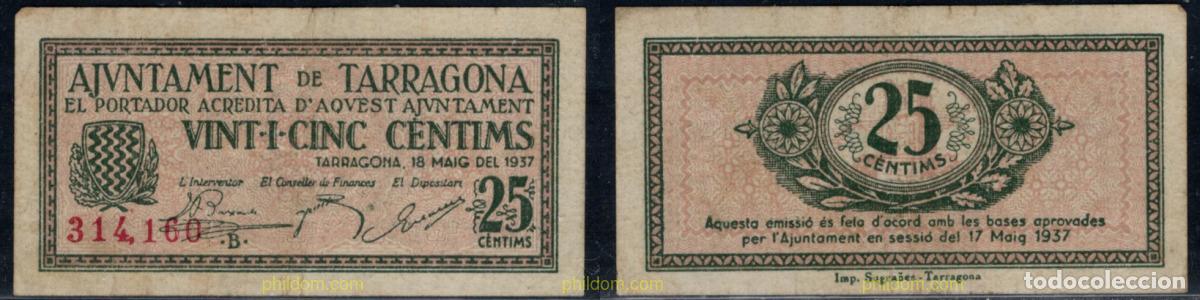 AJVNTAMENT DE TARRAGONA
EL PORTADOR ACREDITA D'AQVEST AJVNTAMENT
VINT·I·CINC CÈNTIMS
TARRAGONA, 18 MAIG DEL 1937
L'Interventor El Conseller de Finances El Dipositari
25
CÈNTIMS
314,160
·B·
phildom.com
25
CÈNTIMS
Aquesta emissió és feta d'acord amb les bases aprovades
per l'Ajuntament en sessió del 17 Maig 1937
Imp. Sugrañes - Tarragona
phildom.com
todocoleccion